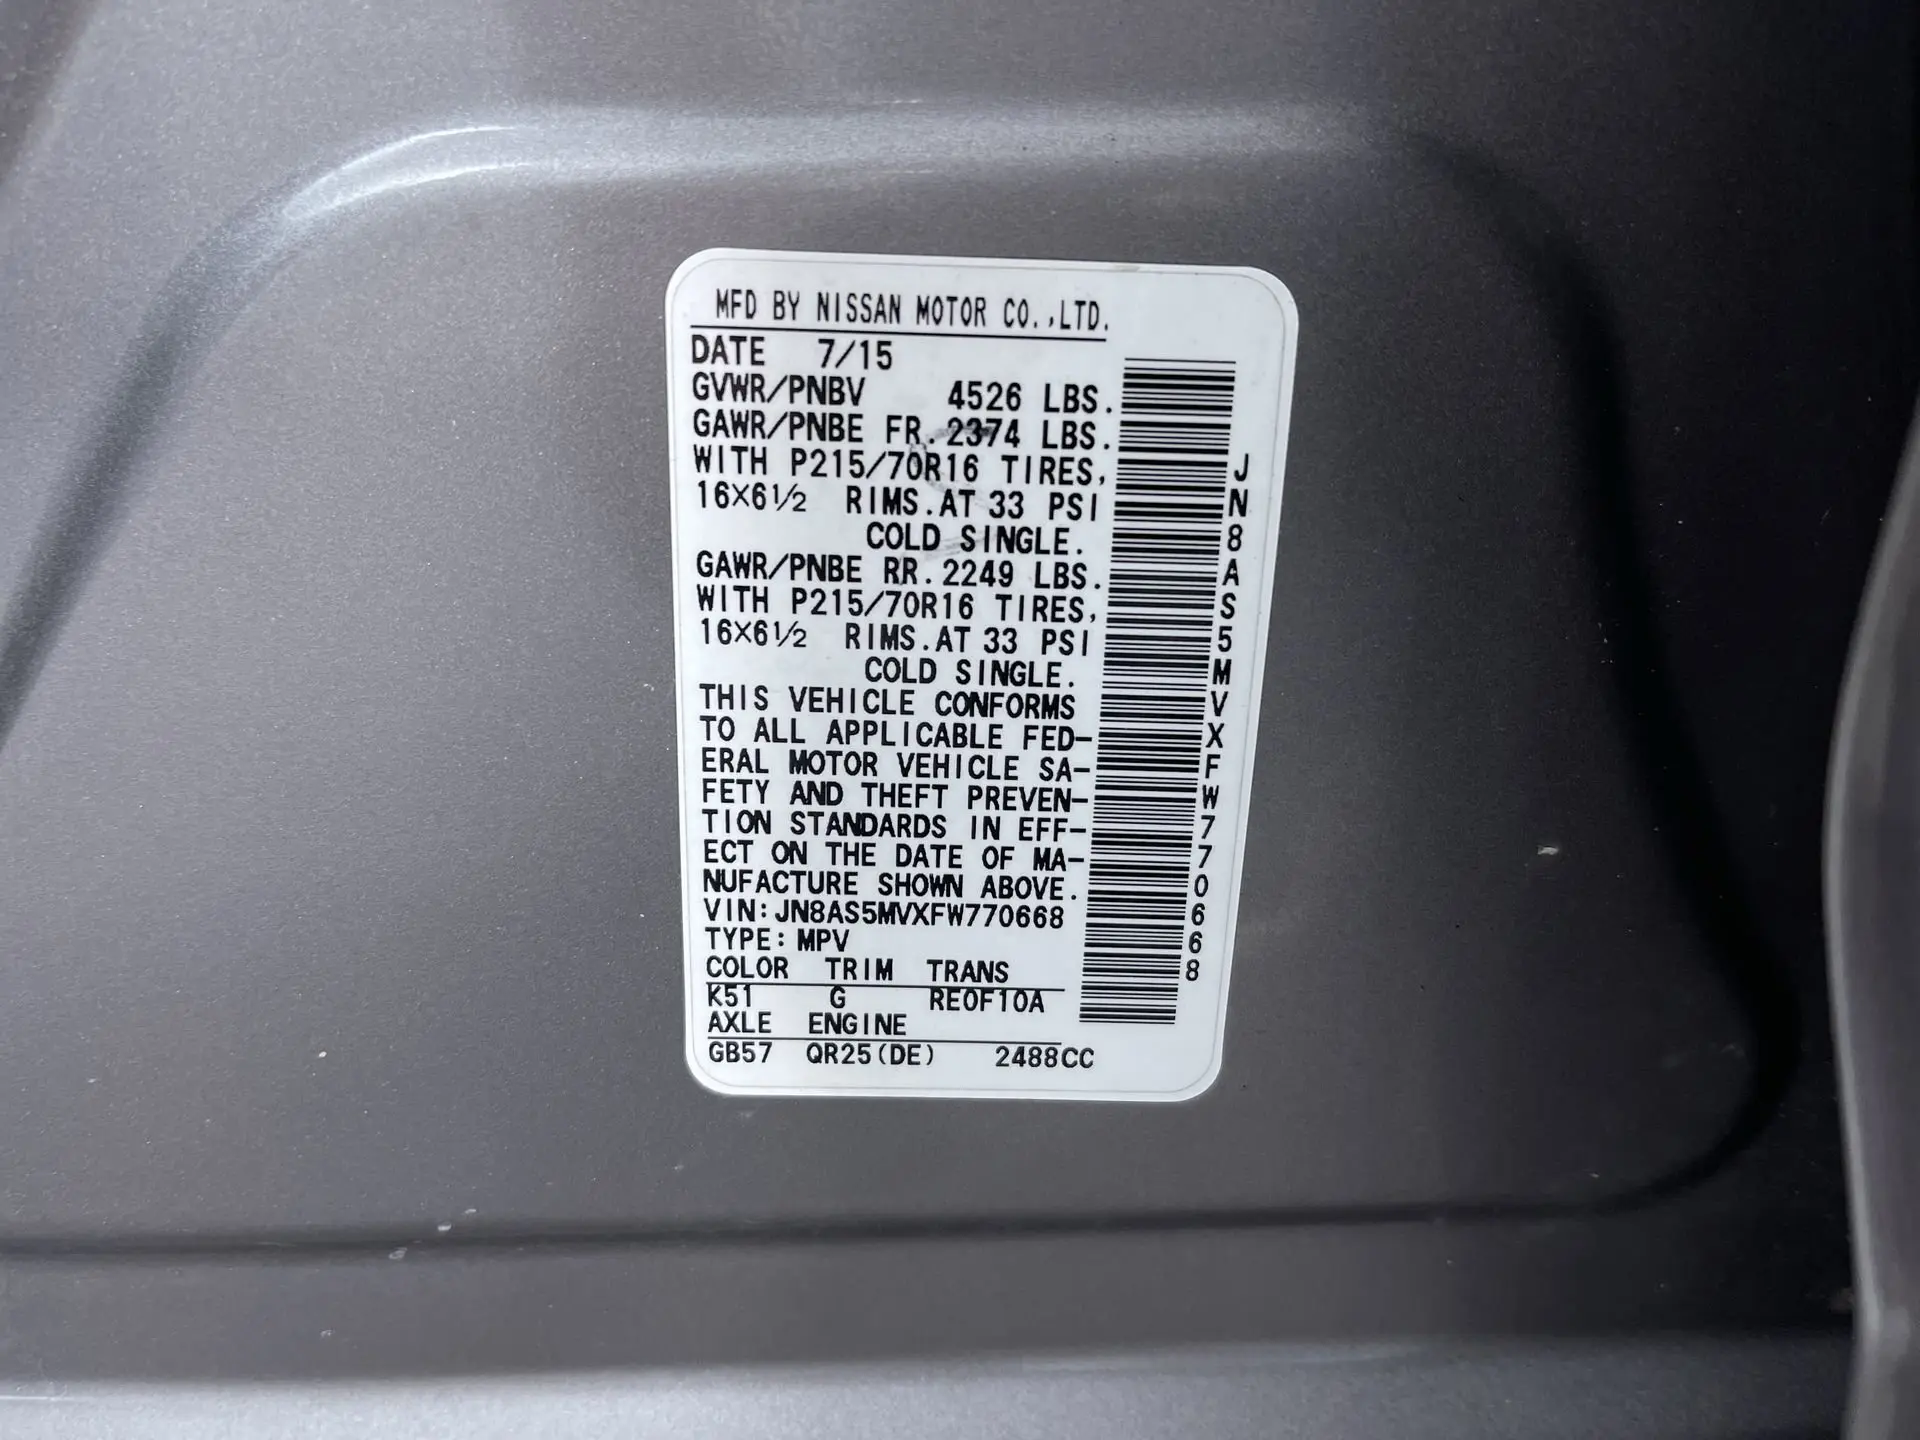 MFD BY NISSAN MOTOR CO.,LTD.
DATE 7/15
GVWR/PNBV 4526 LBS.
GAWR/PNBE FR.2374 LBS.
WITH P215/70R16 TIRES,
16×6½ RIMS.AT 33 PSI
COLD SINGLE.
GAWR/PNBE RR.2249 LBS.
WITH P215/70R16 TIRES,
16×6½ RIMS.AT 33 PSI
COLD SINGLE.
THIS VEHICLE CONFORMS
TO ALL APPLICABLE FED-
ERAL MOTOR VEHICLE SA-
FETY AND THEFT PREVEN-
TION STANDARDS IN EFF-
ECT ON THE DATE OF MA-
NUFACTURE SHOWN ABOVE.
VIN:JN8AS5MVXFW770668
TYPE:MPV
COLOR TRIM TRANS
K51 G RE0F10A
AXLE ENGINE
GB57 QR25(DE) 2488CC
JN8AS5MVXFW770668